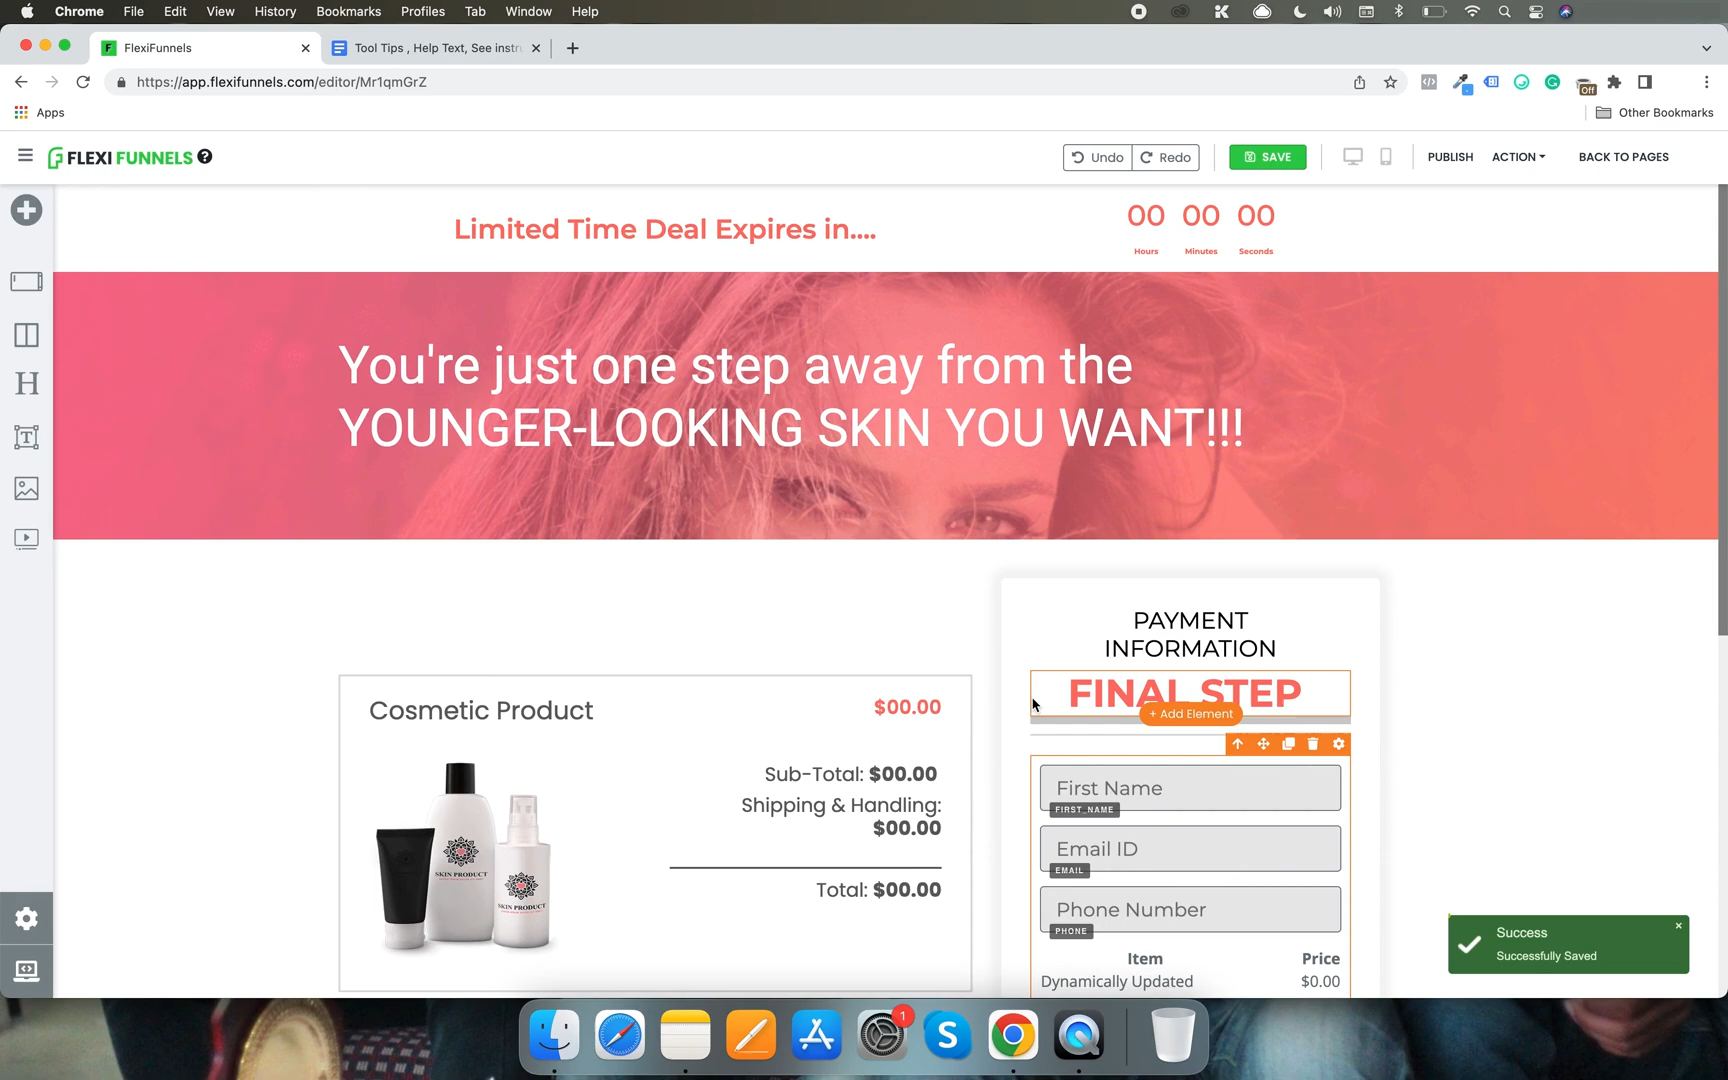 Chrome File Edit View History Bookmarks Profiles Tab Window Help
FlexiFunnels
Tool Tips , Help Text, See instr
https://app.flexifunnels.com/editor/Mr1qmGrZ
Off
Apps
Other Bookmarks
FLEXI FUNNELS
Undo Redo
SAVE
PUBLISH ACTION BACK TO PAGES
Limited Time Deal Expires in....
00 00 00
Hours Minutes Seconds
You're just one step away from the
YOUNGER-LOOKING SKIN YOU WANT!!!
PAYMENT
INFORMATION
FINAL STEP
+ Add Element
Cosmetic Product $00.00
Sub-Total: $00.00
Shipping & Handling:
$00.00
Total: $00.00
SKIN PRODUCT
SKIN PRODUCT
First Name
FIRST_NAME
Email ID
EMAIL
Phone Number
PHONE
Item Price
Dynamically Updated $0.00
Success
Successfully Saved
1